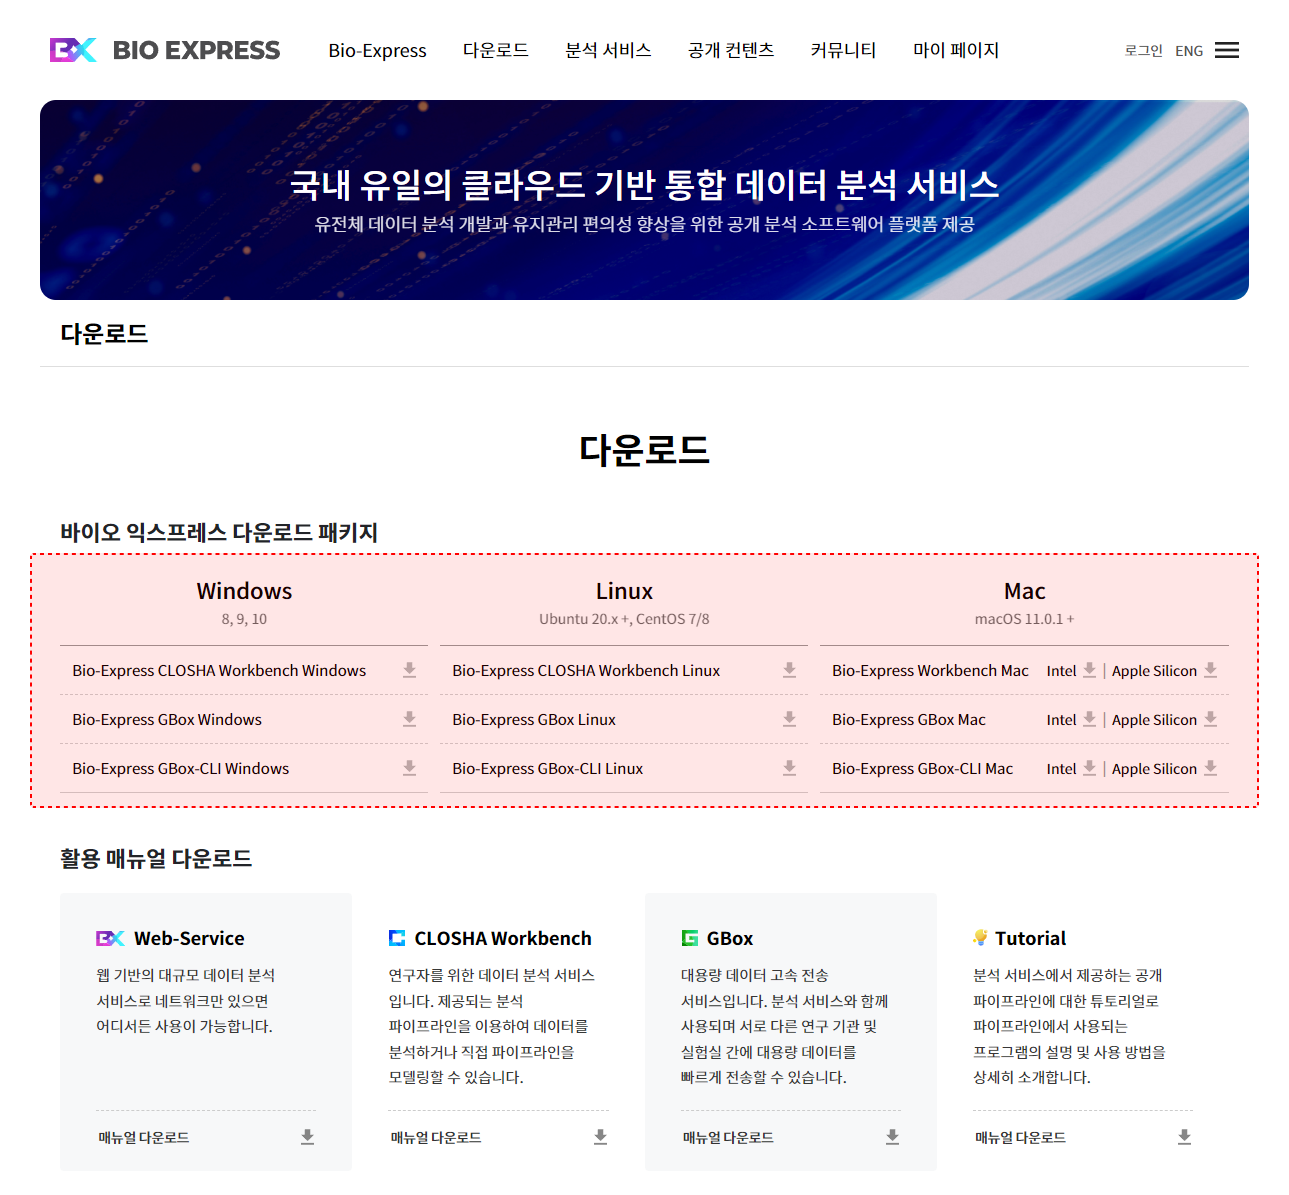 BIO EXPRESS
Bio-Express 다운로드 분석 서비스 공개 컨텐츠 커뮤니티 마이 페이지
로그인 ENG
국내 유일의 클라우드 기반 통합 데이터 분석 서비스
유전체 데이터 분석 개발과 유지관리 편의성 향상을 위한 공개 분석 소프트웨어 플랫폼 제공
다운로드
다운로드
바이오 익스프레스 다운로드 패키지
Windows
8, 9, 10
Bio-Express CLOSHA Workbench Windows
Bio-Express GBox Windows
Bio-Express GBox-CLI Windows
Linux
Ubuntu 20.x +, CentOS 7/8
Bio-Express CLOSHA Workbench Linux
Bio-Express GBox Linux
Bio-Express GBox-CLI Linux
Mac
macOS 11.0.1 +
Bio-Express Workbench Mac Intel | Apple Silicon
Bio-Express GBox Mac Intel | Apple Silicon
Bio-Express GBox-CLI Mac Intel | Apple Silicon
활용 매뉴얼 다운로드
Web-Service
웹 기반의 대규모 데이터 분석
서비스로 네트워크만 있으면
어디서든 사용이 가능합니다.
매뉴얼 다운로드
CLOSHA Workbench
연구자를 위한 데이터 분석 서비스
입니다. 제공되는 분석
파이프라인을 이용하여 데이터를
분석하거나 직접 파이프라인을
모델링할 수 있습니다.
매뉴얼 다운로드
GBox
대용량 데이터 고속 전송
서비스입니다. 분석 서비스와 함께
사용되며 서로 다른 연구 기관 및
실험실 간에 대용량 데이터를
빠르게 전송할 수 있습니다.
매뉴얼 다운로드
Tutorial
분석 서비스에서 제공하는 공개
파이프라인에 대한 튜토리얼로
파이프라인에서 사용되는
프로그램의 설명 및 사용 방법을
상세히 소개합니다.
매뉴얼 다운로드